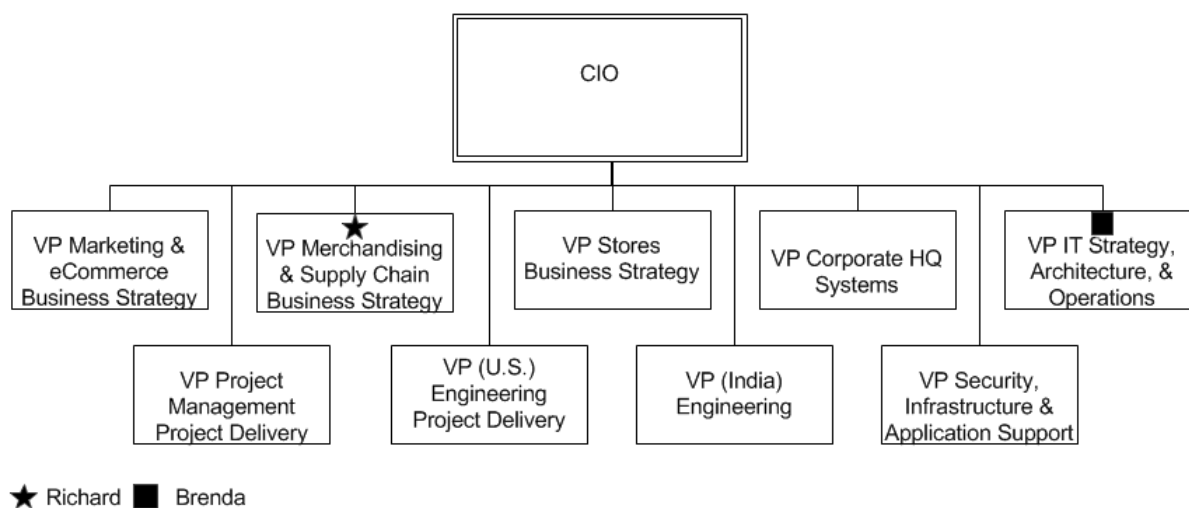 CIO
VP Marketing &
eCommerce
Business Strategy
VP Merchandising
& Supply Chain
Business Strategy
VP Stores
Business Strategy
VP Corporate HQ
Systems
VP IT Strategy,
Architecture, &
Operations
VP Project
Management
Project Delivery
VP (U.S.)
Engineering
Project Delivery
VP (India)
Engineering
VP Security,
Infrastructure &
Application Support
Richard
Brenda